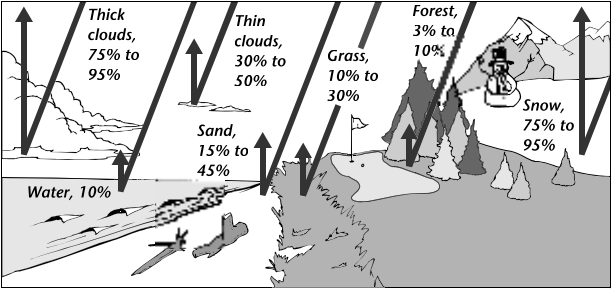 Thick
clouds,
75% to
95%
Thin
clouds,
30% to
50%
Forest,
3% to
10%
Grass,
10% to
30%
Sand,
15% to
45%
Snow,
75% to
95%
Water, 10%